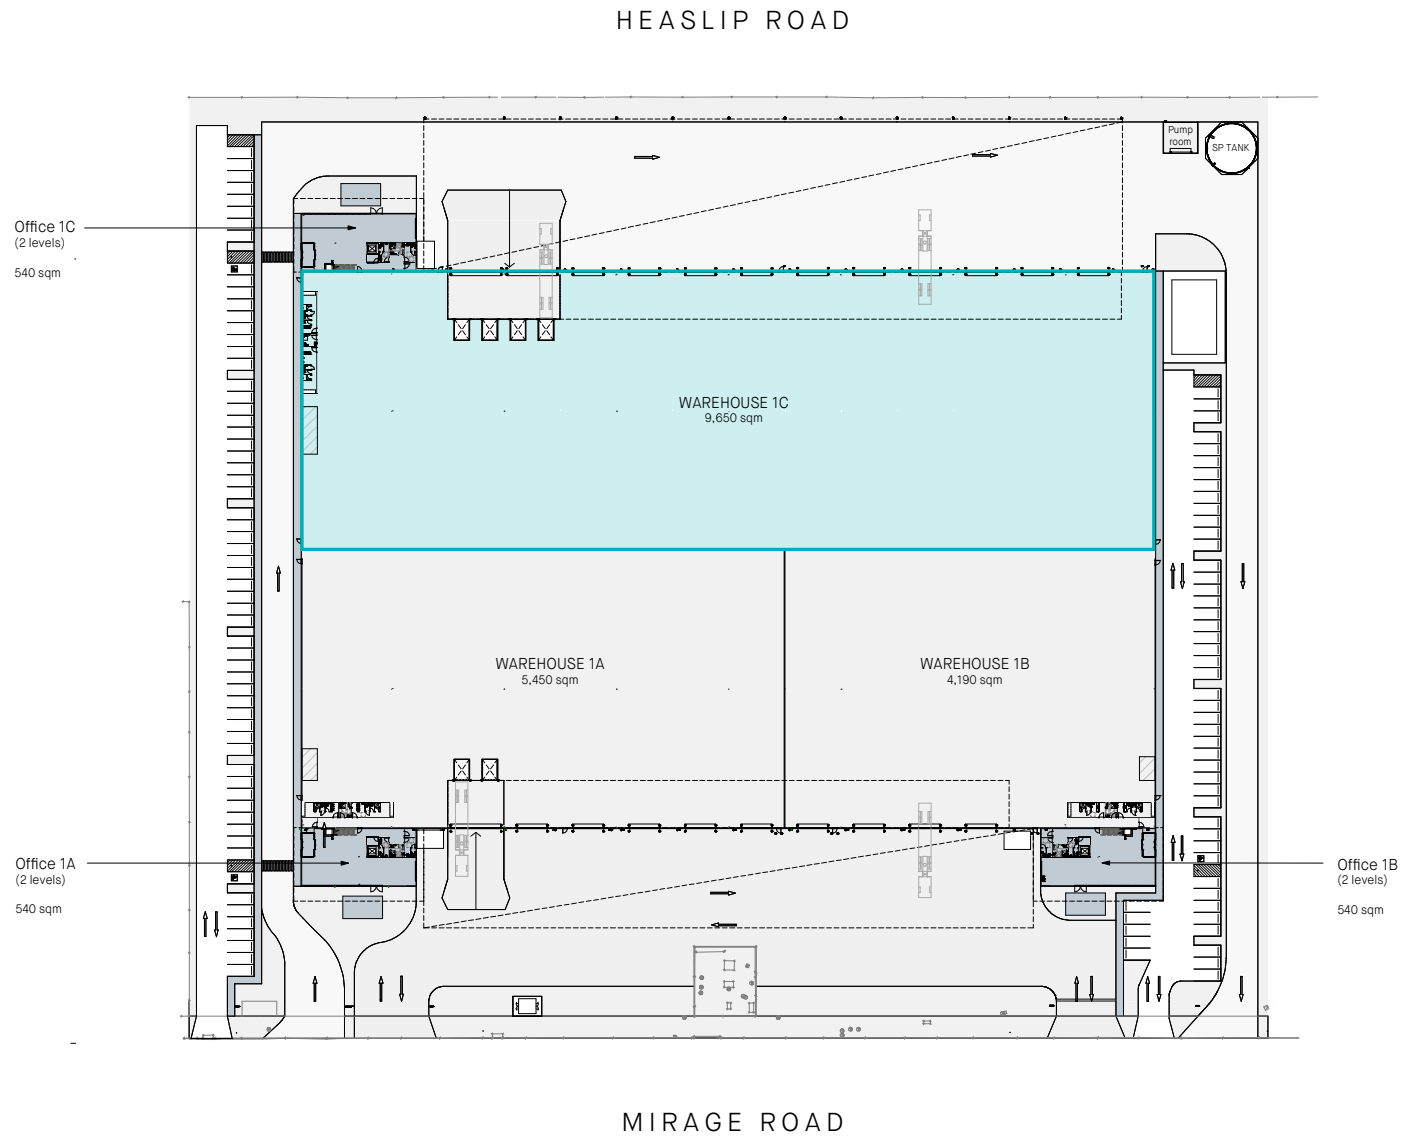 HEASLIP ROAD
Pump
room
SP TANK
Office 1C
(2 levels)
540 sqm
WAREHOUSE 1C
9,650 sqm
WAREHOUSE 1A
5,450 sqm
WAREHOUSE 1B
4,190 sqm
Office 1A
(2 levels)
540 sqm
Office 1B
(2 levels)
540 sqm
MIRAGE ROAD